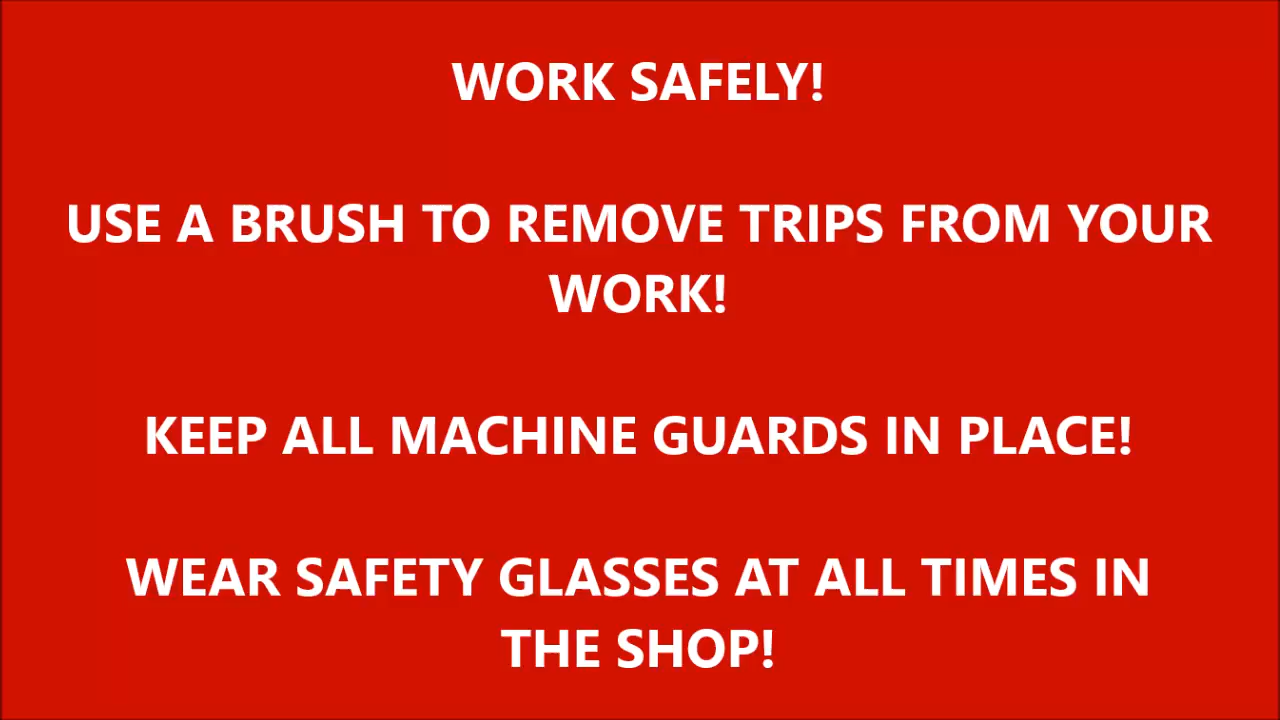 WORK SAFELY!
USE A BRUSH TO REMOVE TRIPS FROM YOUR
WORK!
KEEP ALL MACHINE GUARDS IN PLACE!
WEAR SAFETY GLASSES AT ALL TIMES IN
THE SHOP!